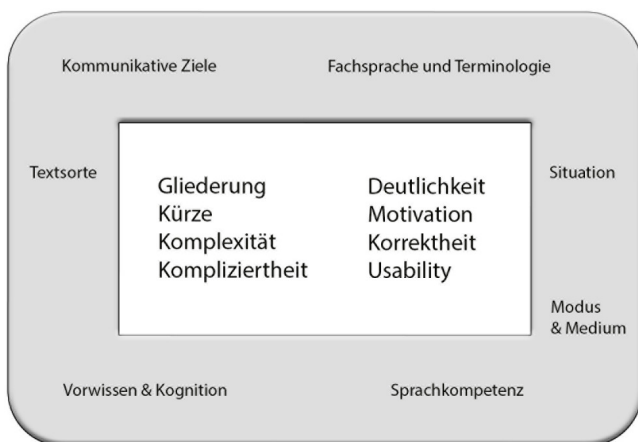 Kommunikative Ziele
Fachsprache und Terminologie
Textsorte
Gliederung
Kürze
Komplexität
Kompliziertheit
Deutlichkeit
Motivation
Korrektheit
Usability
Situation
Modus
& Medium
Vorwissen & Kognition
Sprachkompetenz